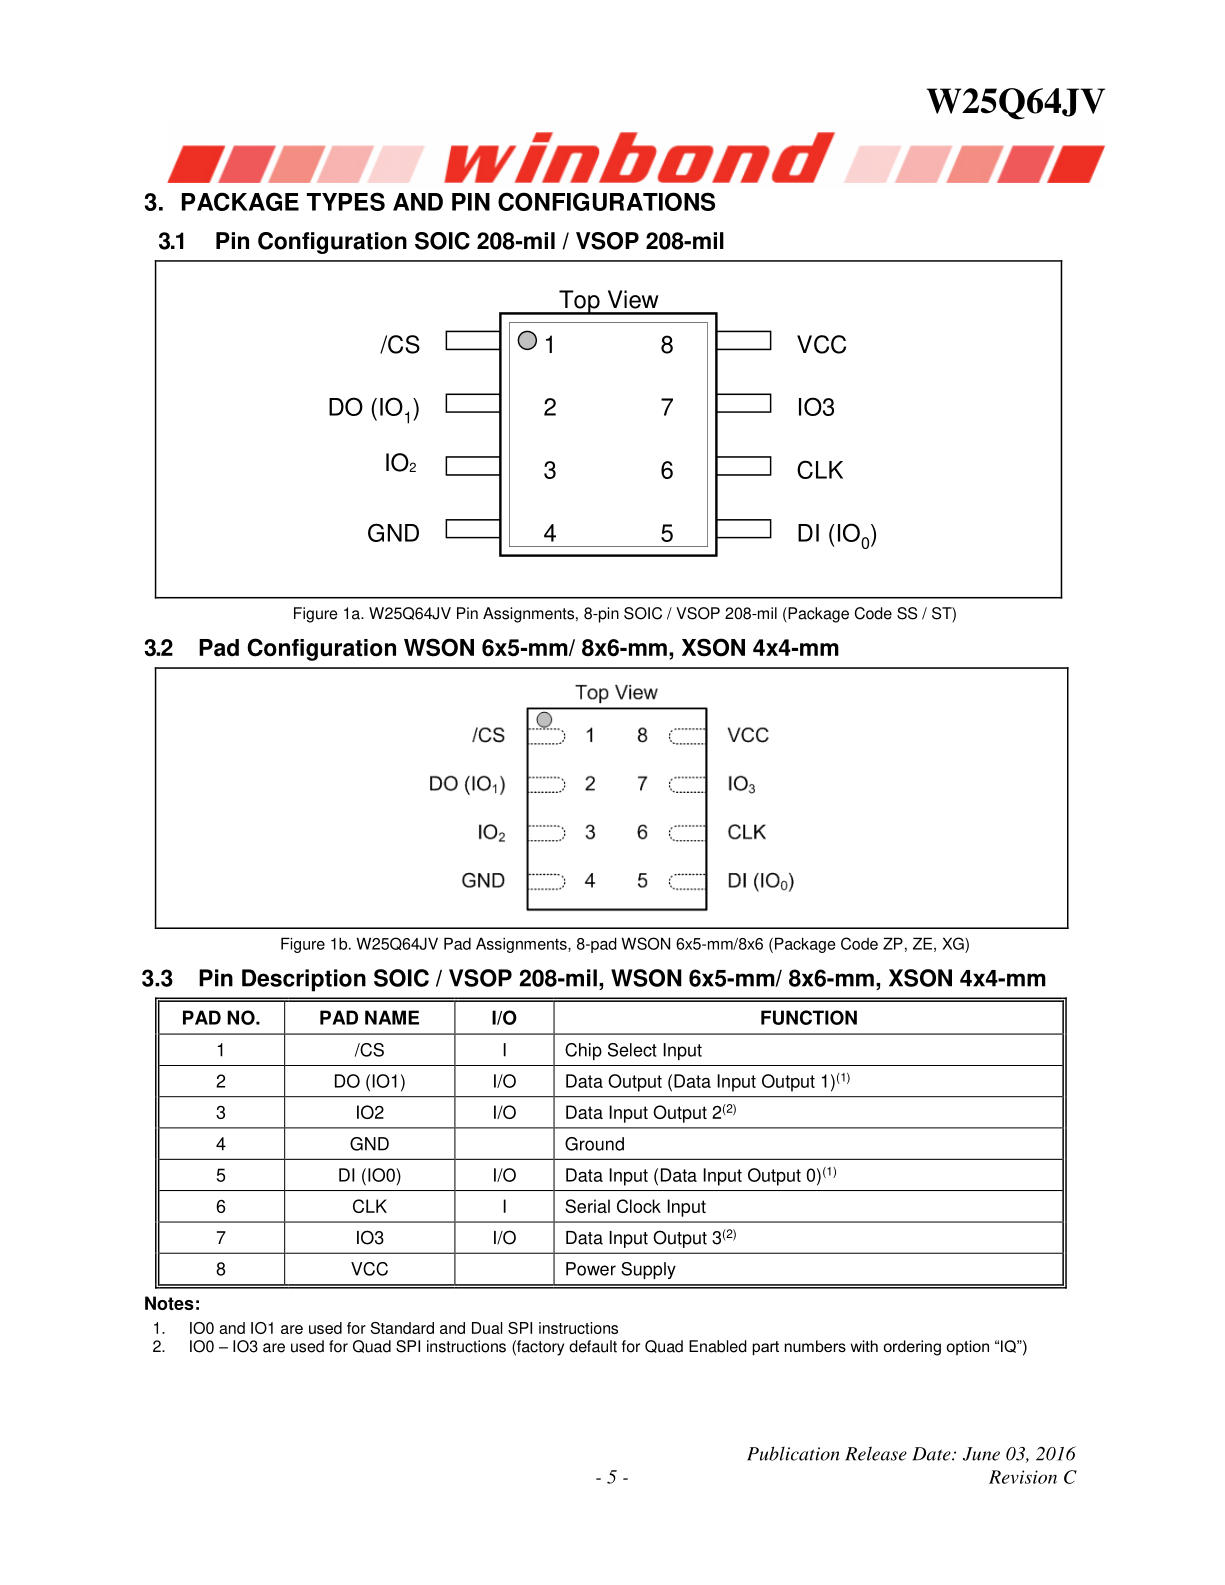 W25Q64JV
winbond
3. PACKAGE TYPES AND PIN CONFIGURATIONS
3.1 Pin Configuration SOIC 208-mil / VSOP 208-mil
Top View
/CS 1 8 VCC
DO (IO1) 2 7 IO3
IO2 3 6 CLK
GND 4 5 DI (IO0)
Figure 1a. W25Q64JV Pin Assignments, 8-pin SOIC / VSOP 208-mil (Package Code SS / ST)
3.2 Pad Configuration WSON 6x5-mm/ 8x6-mm, XSON 4x4-mm
Top View
/CS 1 8 VCC
DO (IO1) 2 7 IO3
IO2 3 6 CLK
GND 4 5 DI (IO0)
Figure 1b. W25Q64JV Pad Assignments, 8-pad WSON 6x5-mm/8x6 (Package Code ZP, ZE, XG)
3.3 Pin Description SOIC / VSOP 208-mil, WSON 6x5-mm/ 8x6-mm, XSON 4x4-mm
PAD NO. PAD NAME I/O FUNCTION
1 /CS I Chip Select Input
2 DO (IO1) I/O Data Output (Data Input Output 1)(1)
3 IO2 I/O Data Input Output 2(2)
4 GND Ground
5 DI (IO0) I/O Data Input (Data Input Output 0)(1)
6 CLK I Serial Clock Input
7 IO3 I/O Data Input Output 3(2)
8 VCC Power Supply
Notes:
1. IO0 and IO1 are used for Standard and Dual SPI instructions
2. IO0 – IO3 are used for Quad SPI instructions (factory default for Quad Enabled part numbers with ordering option “IQ”)
Publication Release Date: June 03, 2016
- 5 - Revision C